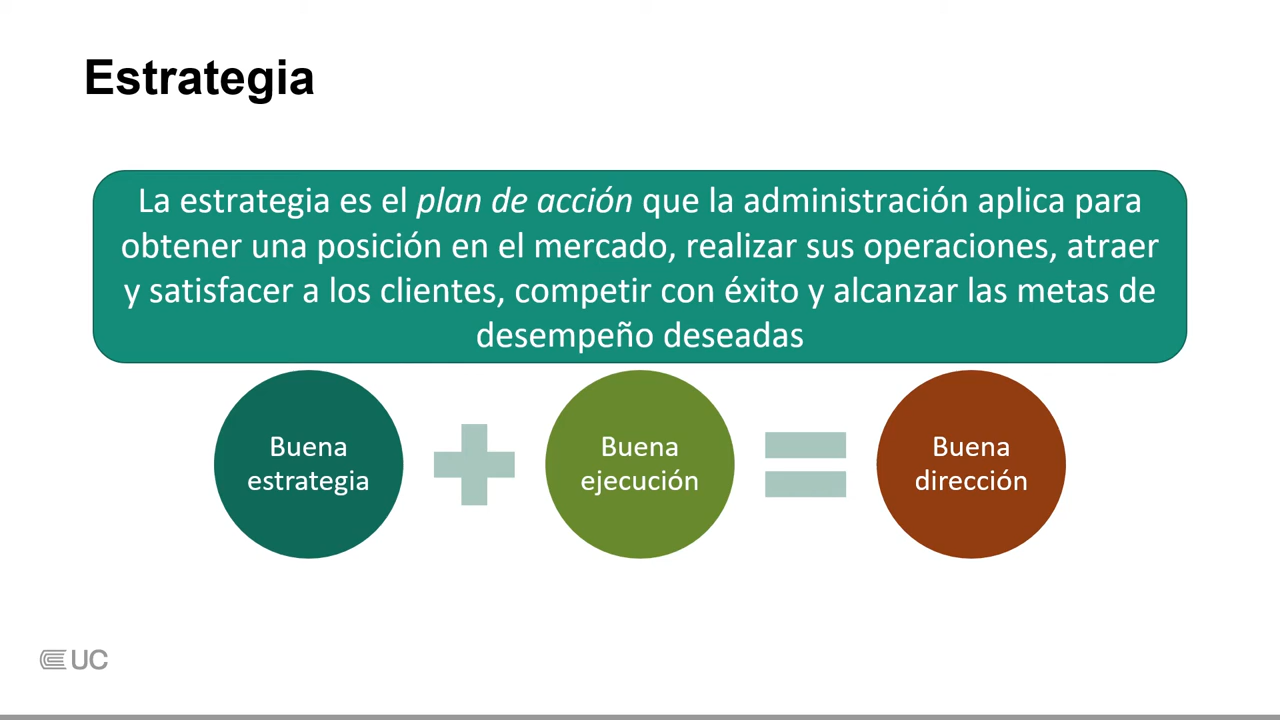 Estrategia
La estrategia es el plan de acción que la administración aplica para
obtener una posición en el mercado, realizar sus operaciones, atraer
y satisfacer a los clientes, competir con éxito y alcanzar las metas de
desempeño deseadas
Buena
estrategia
Buena
ejecución
Buena
dirección
UC